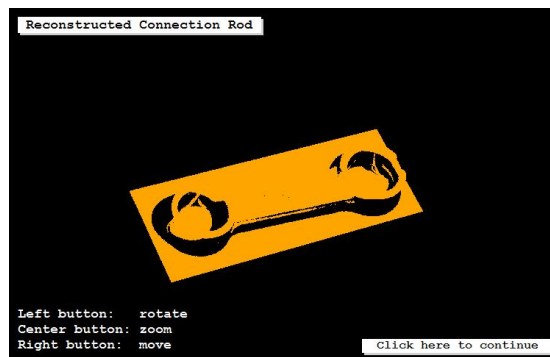 Reconstructed Connection Rod
Left button: rotate
Center button: zoom
Right button: move
Click here to continue